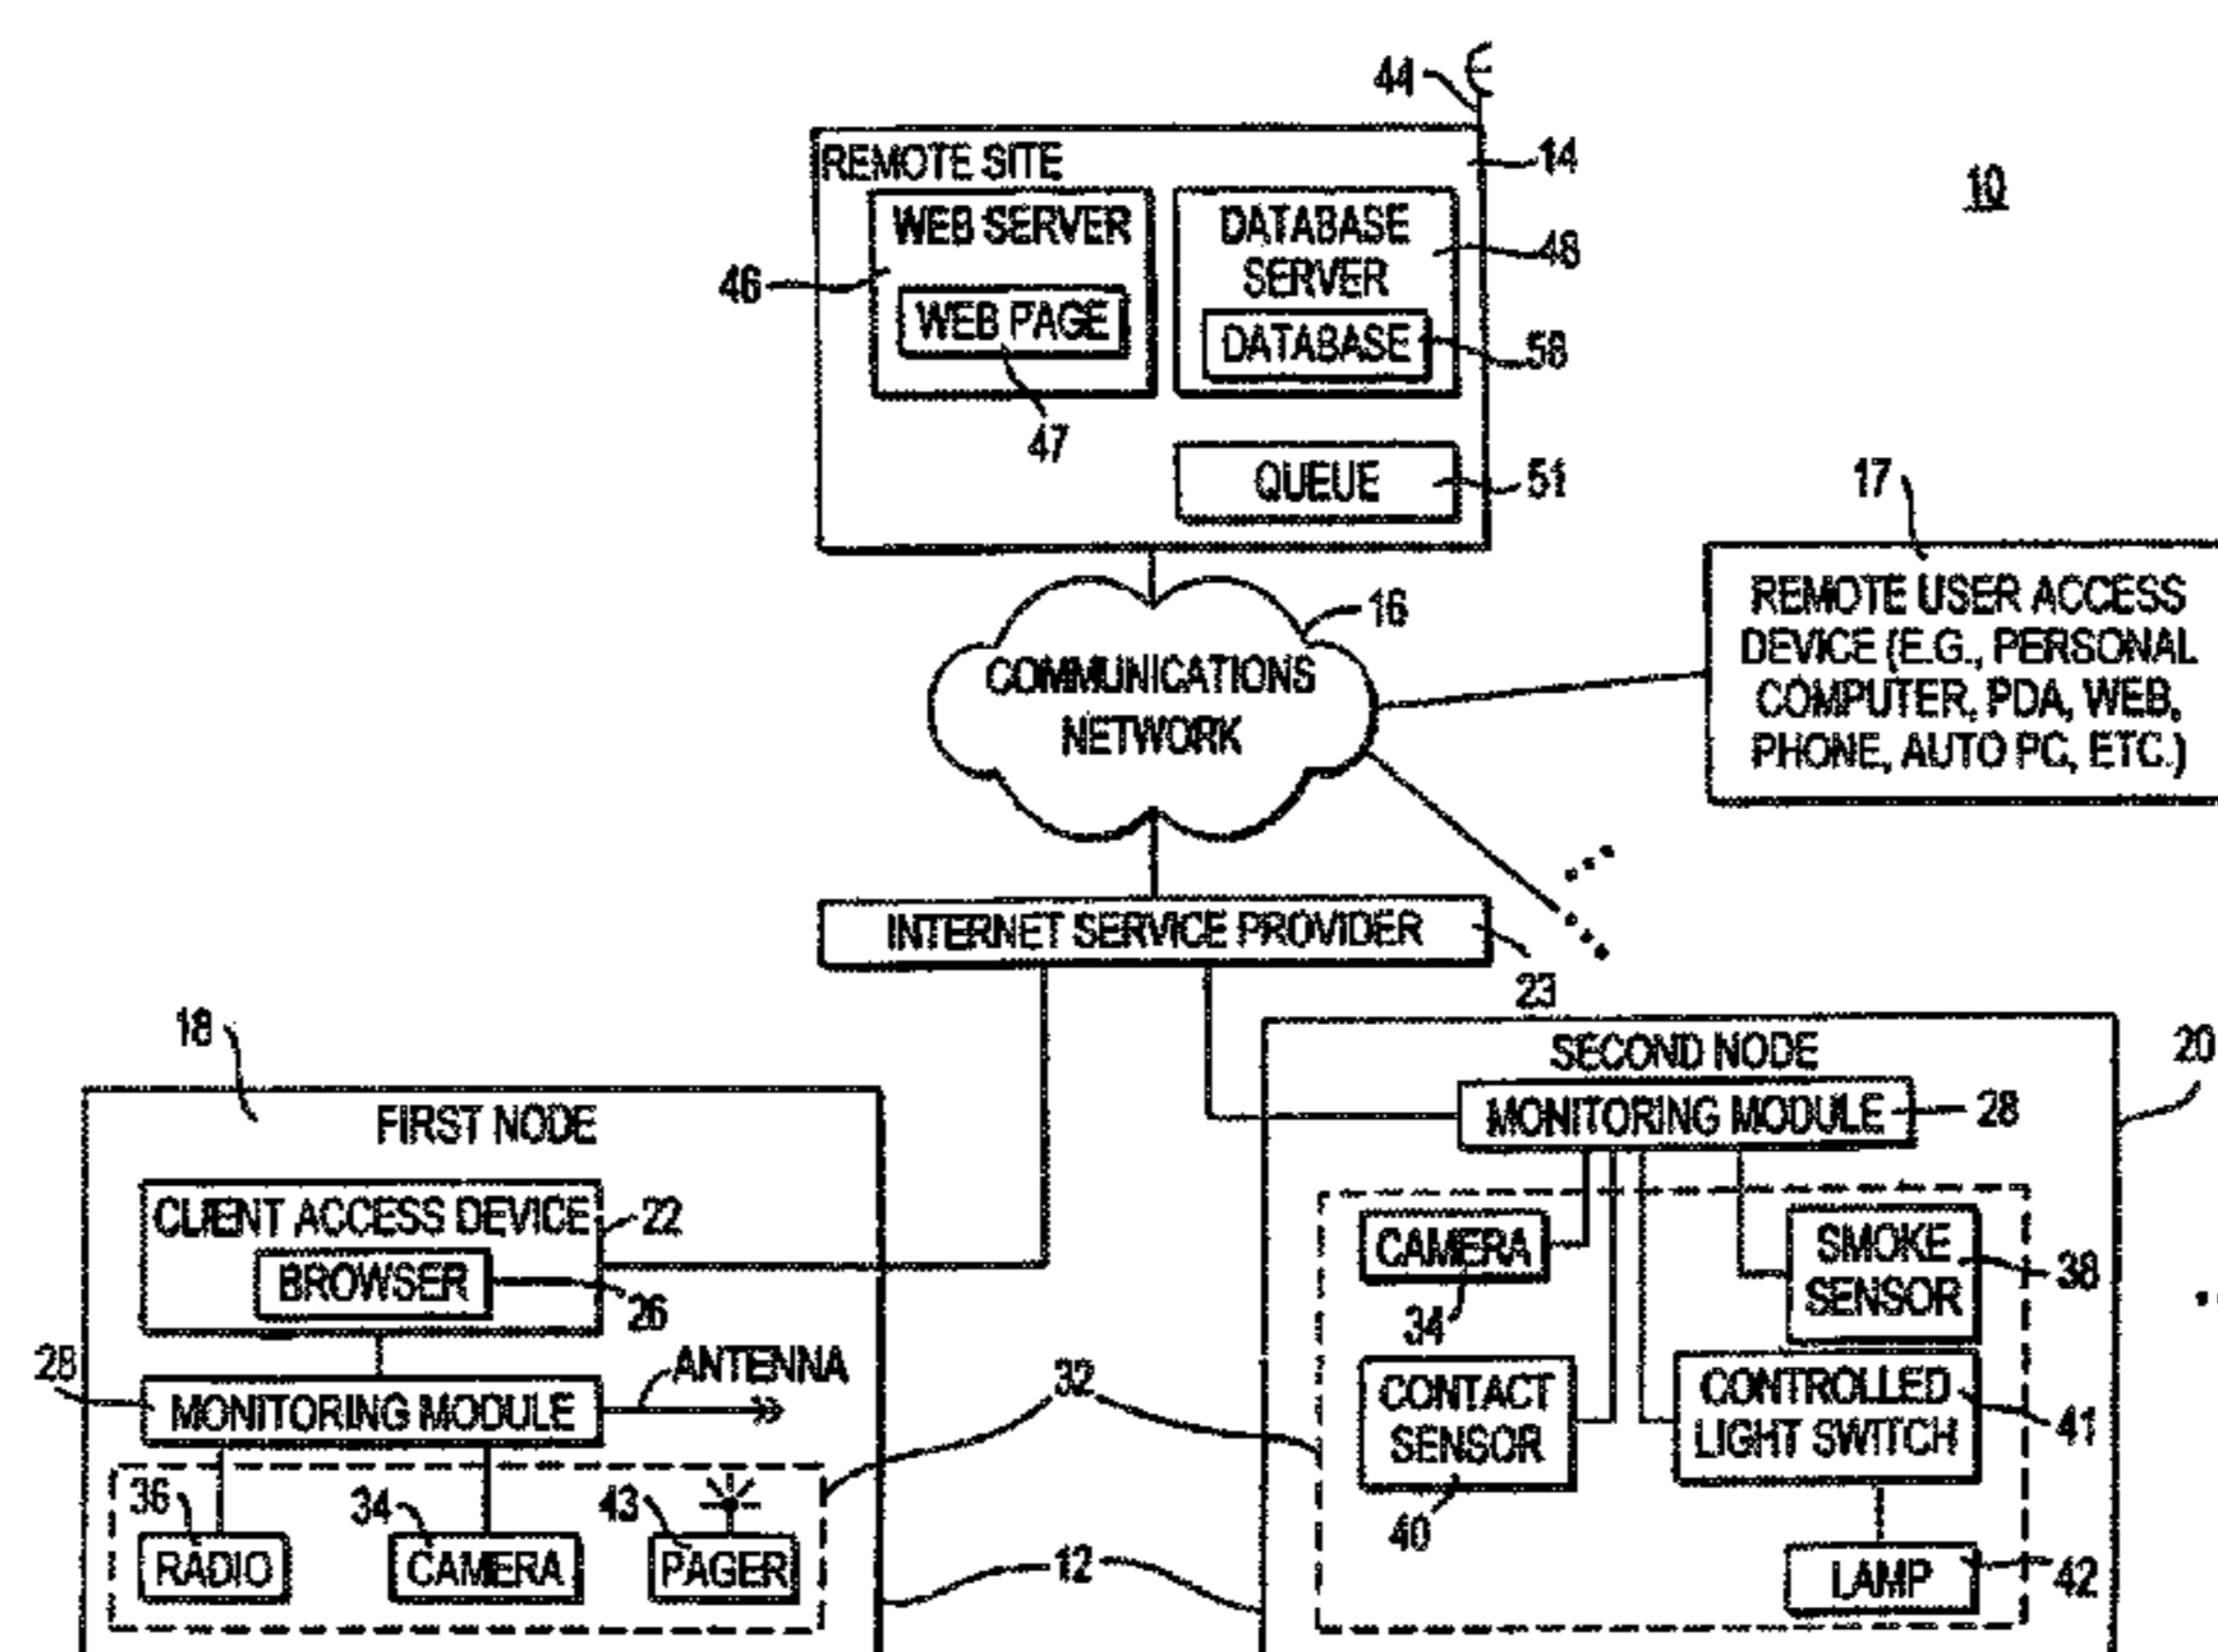 44
REMOTE SITE
14
10
WEB SERVER
46
WEB PAGE
47
DATABASE
SERVER
48
DATABASE
58
QUEUE
51
17
REMOTE USER ACCESS
DEVICE (E.G., PERSONAL
COMPUTER, PDA, WEB,
PHONE, AUTO PC, ETC.)
16
COMMUNICATIONS
NETWORK
INTERNET SERVICE PROVIDER
23
18
FIRST NODE
CLIENT ACCESS DEVICE
22
BROWSER
26
28
MONITORING MODULE
ANTENNA
36
RADIO
34
CAMERA
43
PAGER
32
12
SECOND NODE
20
MONITORING MODULE
28
CAMERA
34
SMOKE
SENSOR
38
CONTACT
SENSOR
40
CONTROLLED
LIGHT SWITCH
41
LAMP
42